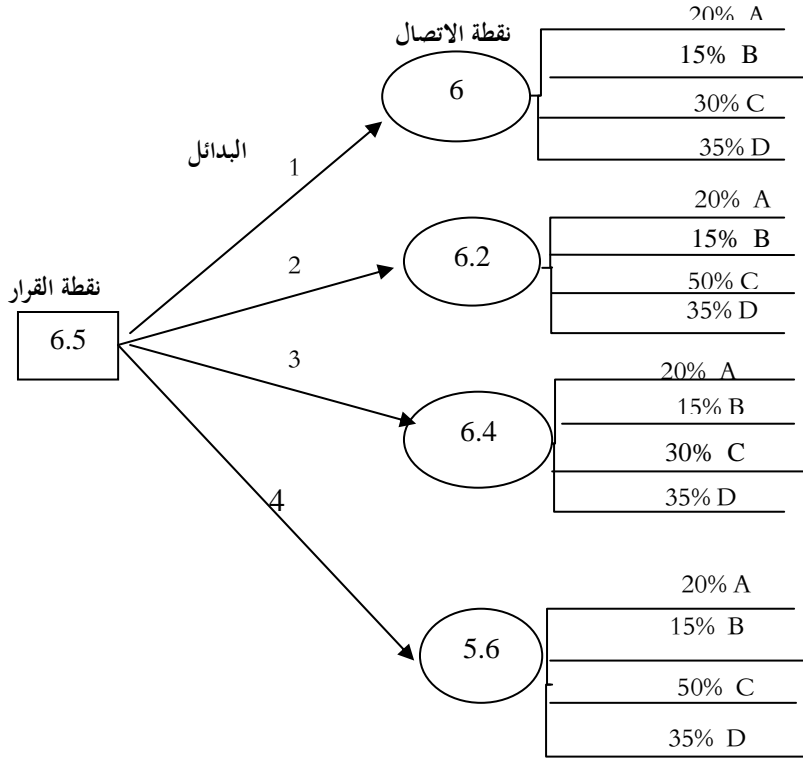 نقطة الاتصال
20% A
15% B
30% C
35% D
6
البدائل
1
20% A
15% B
50% C
35% D
6.2
2
نقطة القرار
6.5
3
20% A
15% B
30% C
35% D
6.4
4
20% A
15% B
50% C
35% D
5.6